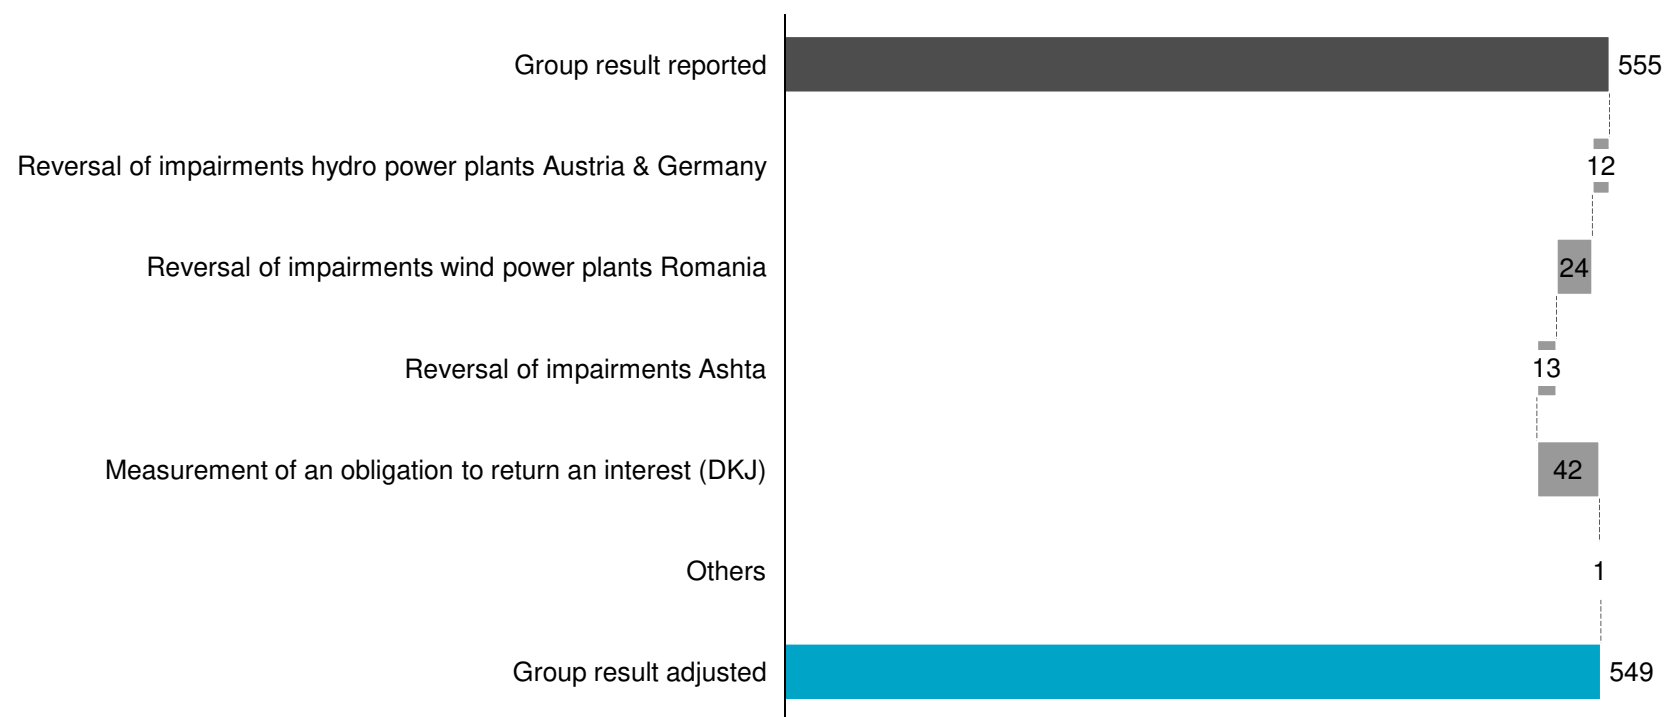 Group result reported 555
Reversal of impairments hydro power plants Austria & Germany 12
Reversal of impairments wind power plants Romania 24
Reversal of impairments Ashta 13
Measurement of an obligation to return an interest (DKJ) 42
Others 1
Group result adjusted 549